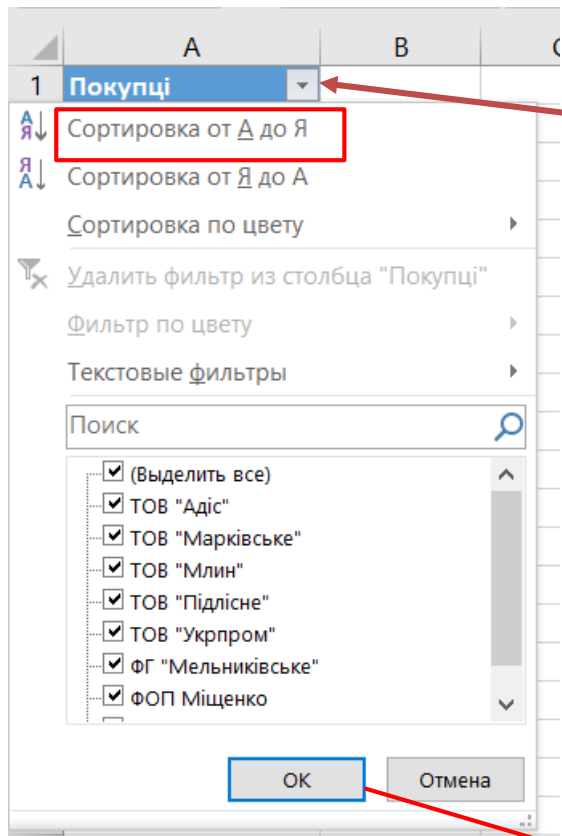 A B
1 Покупці
Сортировка от А до Я
Сортировка от Я до А
Сортировка по цвету
Удалить фильтр из столбца "Покупці"
Фильтр по цвету
Текстовые фильтры
Поиск
(Выделить все)
ТОВ "Адіс"
ТОВ "Марківське"
ТОВ "Млин"
ТОВ "Підлісне"
ТОВ "Укрпром"
ФГ "Мельниківське"
ФОП Міщенко
ОК Отмена